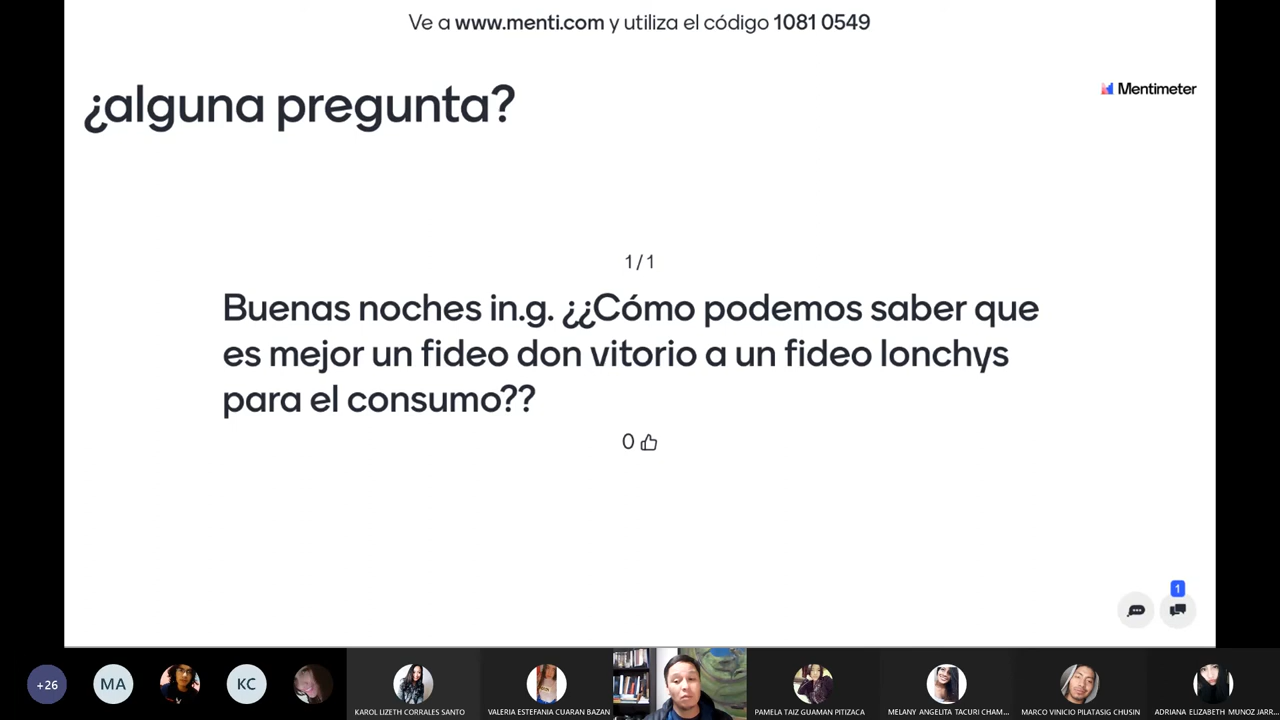 Ve a www.menti.com y utiliza el código 1081 0549
¿alguna pregunta?
Mentimeter
1/1
Buenas noches in.g. ¿¿Cómo podemos saber que
es mejor un fideo don vitorio a un fideo lonchys
para el consumo??
0
1
+26
MA
KC
KAROL LIZETH CORRALES SANTO
VALERIA ESTEFANIA CUARAN BAZAN
PAMELA TAIZ GUAMAN PITIZACA
MELANY ANGELITA TACURI CHAM...
MARCO VINICIO PILATASIG CHUSIN
ADRIANA ELIZABETH MUNOZ JARR...